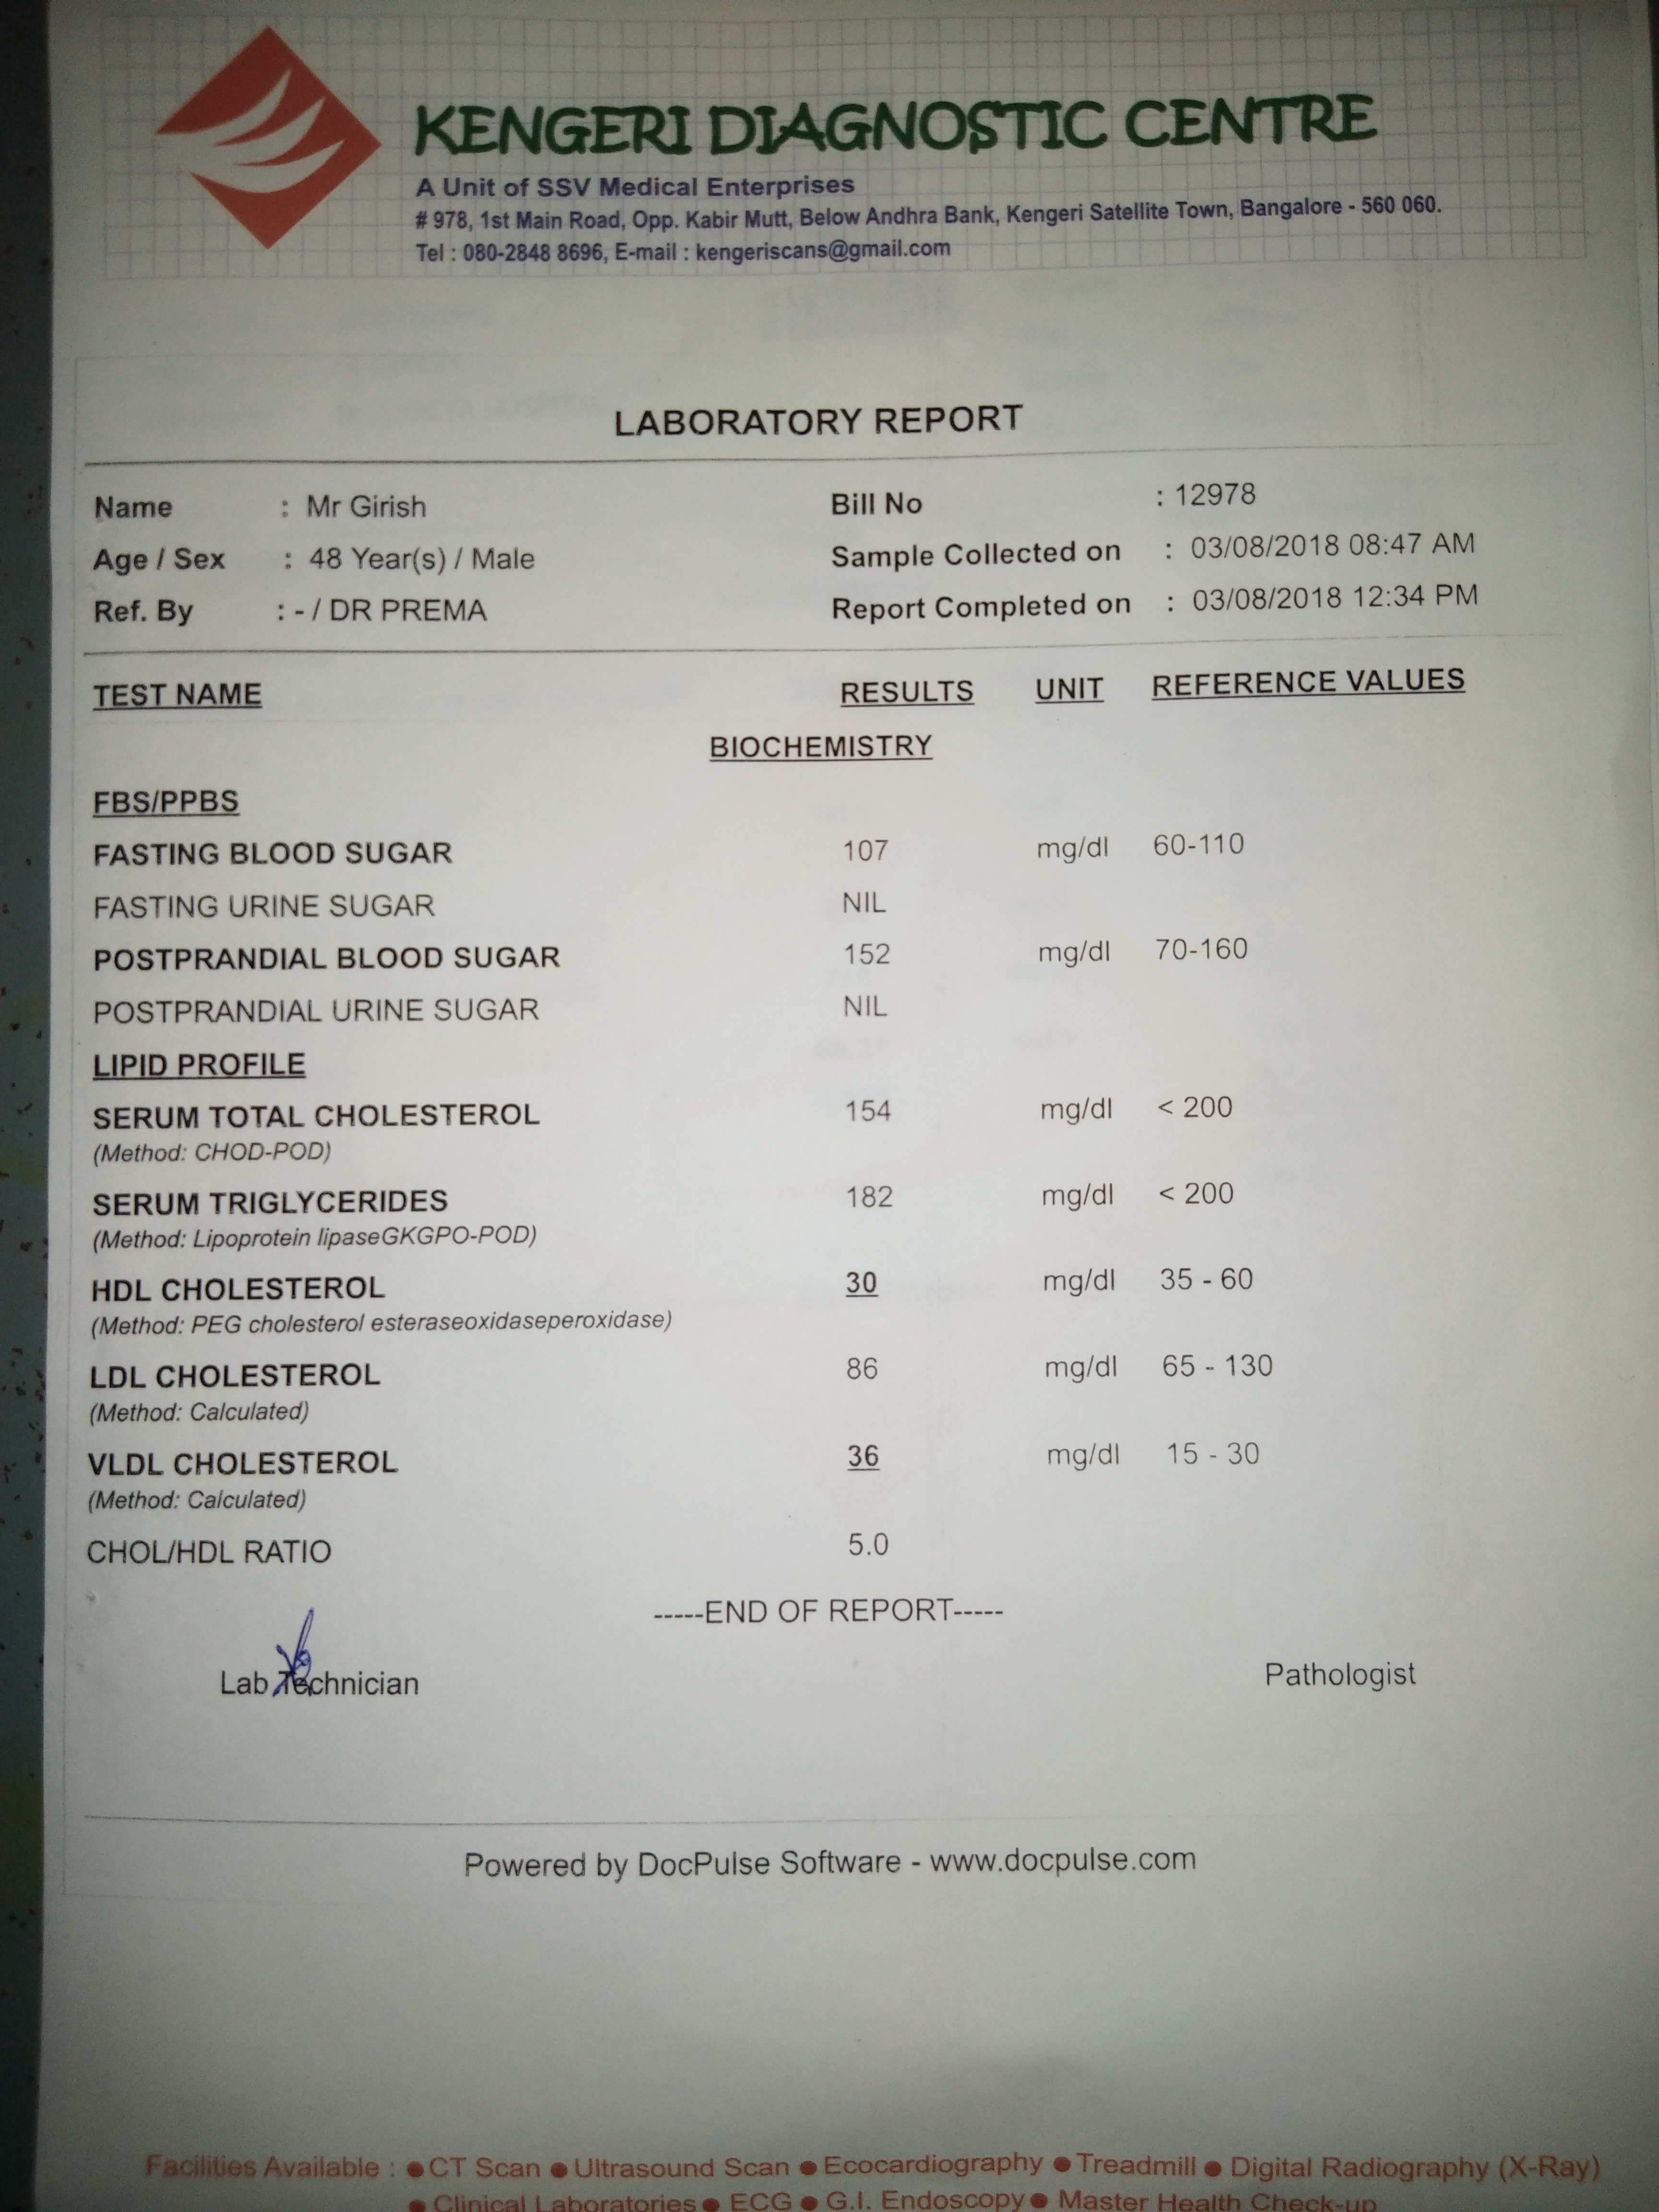 KENGERI DIAGNOSTIC CENTRE
A Unit of SSV Medical Enterprises
# 978, 1st Main Road, Opp. Kabir Mutt, Below Andhra Bank, Kengeri Satellite Town, Bangalore - 560 060.
Tel : 080-2848 8696, E-mail : kengeriscans@gmail.com
LABORATORY REPORT
Name : Mr Girish Bill No : 12978
Age / Sex : 48 Year(s) / Male Sample Collected on : 03/08/2018 08:47 AM
Ref. By : - / DR PREMA Report Completed on : 03/08/2018 12:34 PM
TEST NAME RESULTS UNIT REFERENCE VALUES
BIOCHEMISTRY
FBS/PPBS
FASTING BLOOD SUGAR 107 mg/dl 60-110
FASTING URINE SUGAR NIL
POSTPRANDIAL BLOOD SUGAR 152 mg/dl 70-160
POSTPRANDIAL URINE SUGAR NIL
LIPID PROFILE
SERUM TOTAL CHOLESTEROL 154 mg/dl < 200
(Method: CHOD-POD)
SERUM TRIGLYCERIDES 182 mg/dl < 200
(Method: Lipoprotein lipaseGKGPO-POD)
HDL CHOLESTEROL 30 mg/dl 35 - 60
(Method: PEG cholesterol esteraseoxidaseperoxidase)
LDL CHOLESTEROL 86 mg/dl 65 - 130
(Method: Calculated)
VLDL CHOLESTEROL 36 mg/dl 15 - 30
(Method: Calculated)
CHOL/HDL RATIO 5.0
-----END OF REPORT-----
Lab Technician Pathologist
Powered by DocPulse Software - www.docpulse.com
Facilities Available : ● CT Scan ● Ultrasound Scan ● Ecocardiography ● Treadmill ● Digital Radiography (X-Ray)
● Clinical Laboratories ● ECG ● G.I. Endoscopy ● Master Health Check-up